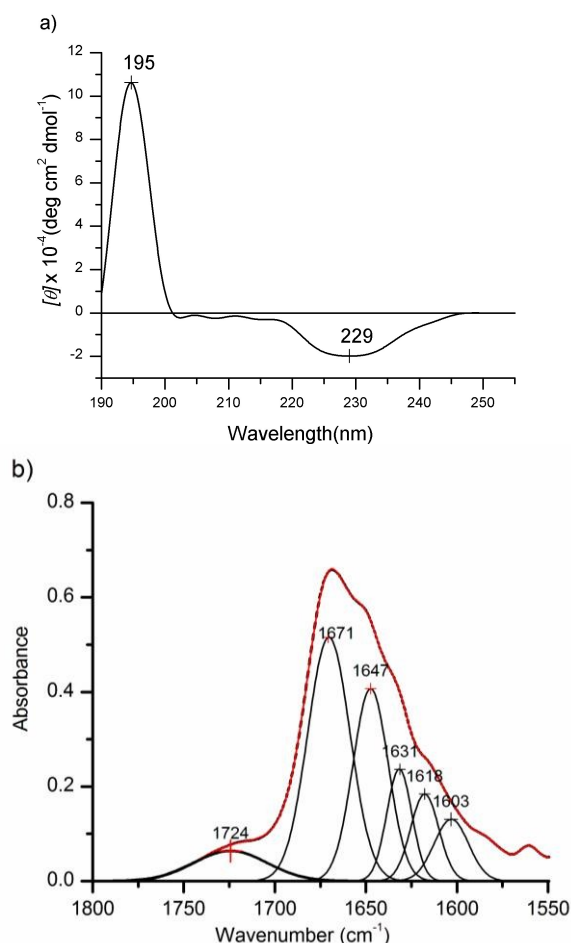 a)
12
10
8
6
4
2
0
-2
[θ] x 10⁻⁴(deg cm² dmol⁻¹)
195
229
190 200 210 220 230 240 250
Wavelength(nm)
b)
0.8
0.6
0.4
0.2
0.0
Absorbance
1671
1647
1631
1618
1603
1724
1800 1750 1700 1650 1600 1550
Wavenumber (cm⁻¹)